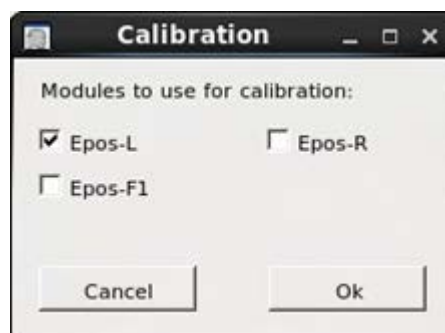 Calibration
Modules to use for calibration:
Epos-L Epos-R
Epos-F1
Cancel Ok